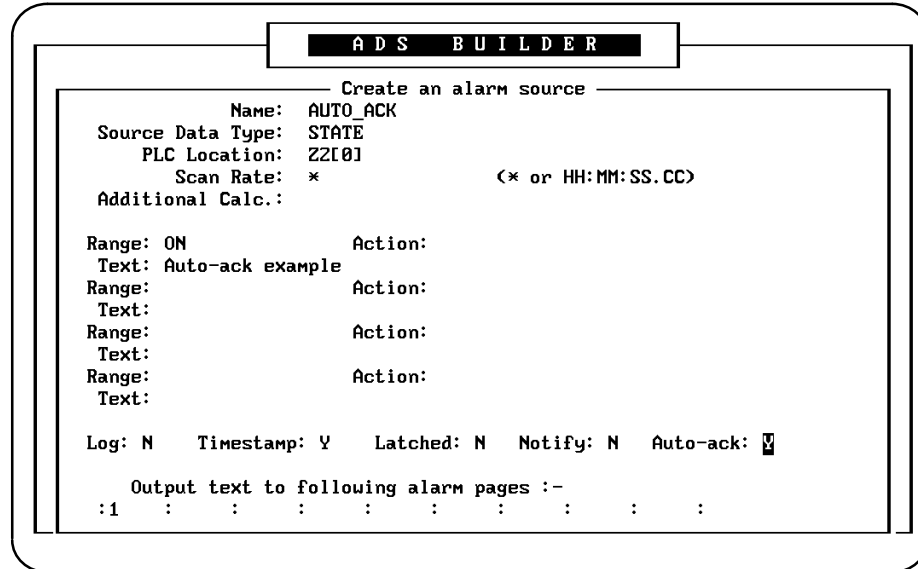 ADS BUILDER
Create an alarm source
Name: AUTO_ACK
Source Data Type: STATE
PLC Location: ZZ[0]
Scan Rate: * (* or HH:MM:SS.CC)
Additional Calc.:
Range: ON Action:
Text: Auto-ack example
Range: Action:
Text:
Range: Action:
Text:
Range: Action:
Text:
Log: N Timestamp: Y Latched: N Notify: N Auto-ack: Y
Output text to following alarm pages :-
:1 : : : : : : : : :